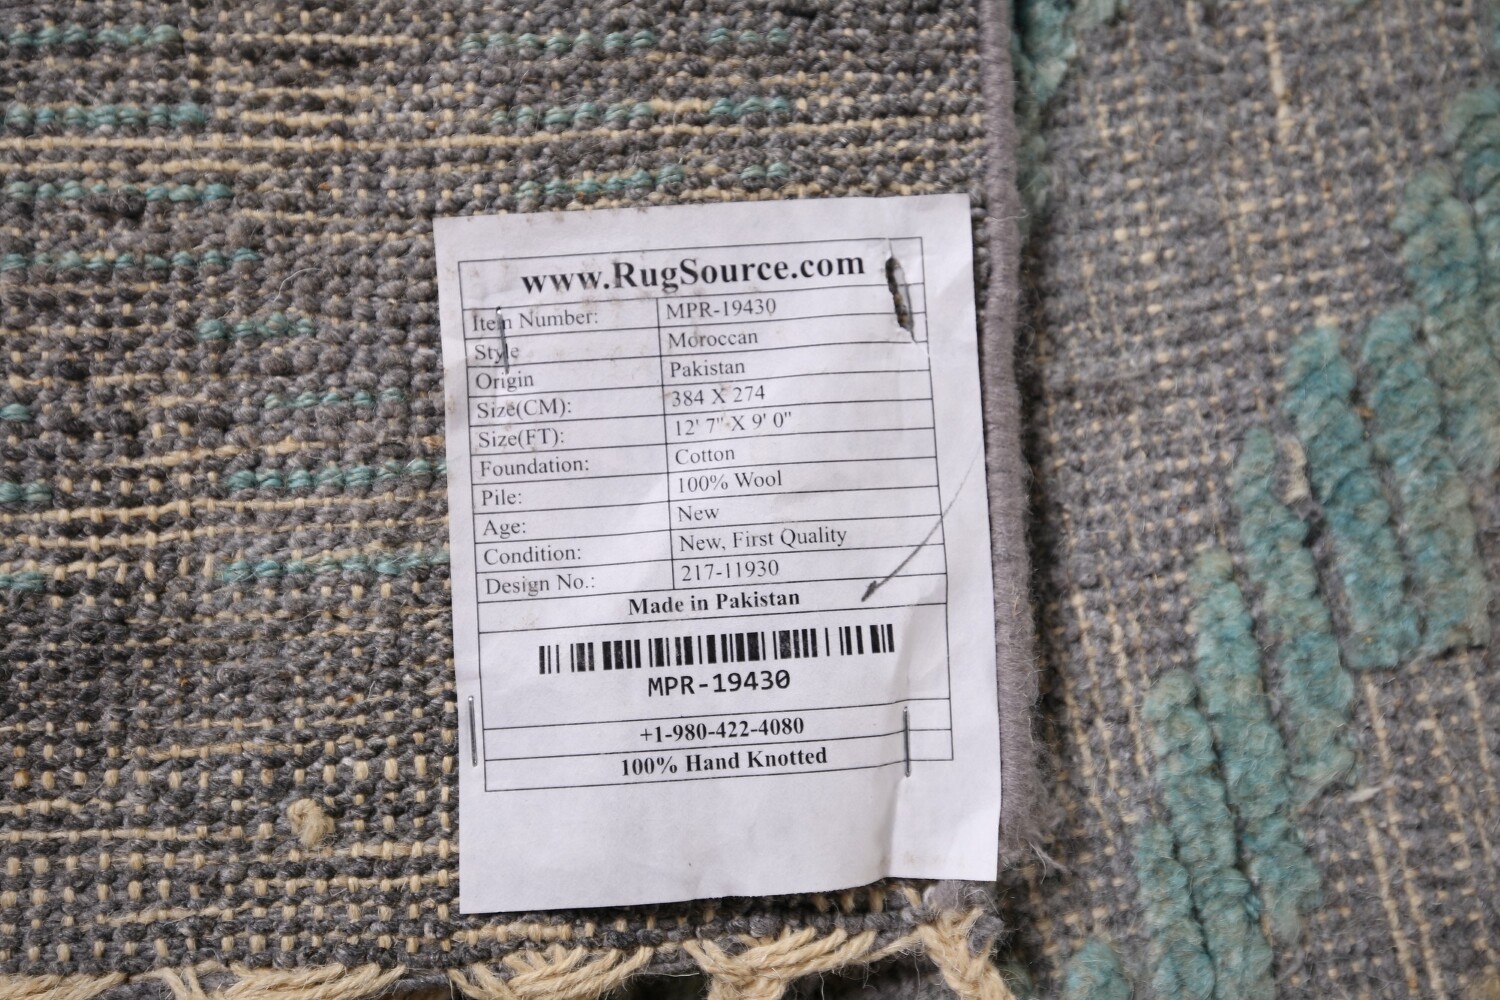 www.RugSource.com
Item Number: MPR-19430
Style Moroccan
Origin Pakistan
Size(CM): 384 X 274
Size(FT): 12' 7" X 9' 0"
Foundation: Cotton
Pile: 100% Wool
Age: New
Condition: New, First Quality
Design No.: 217-11930
Made in Pakistan
MPR-19430
+1-980-422-4080
100% Hand Knotted